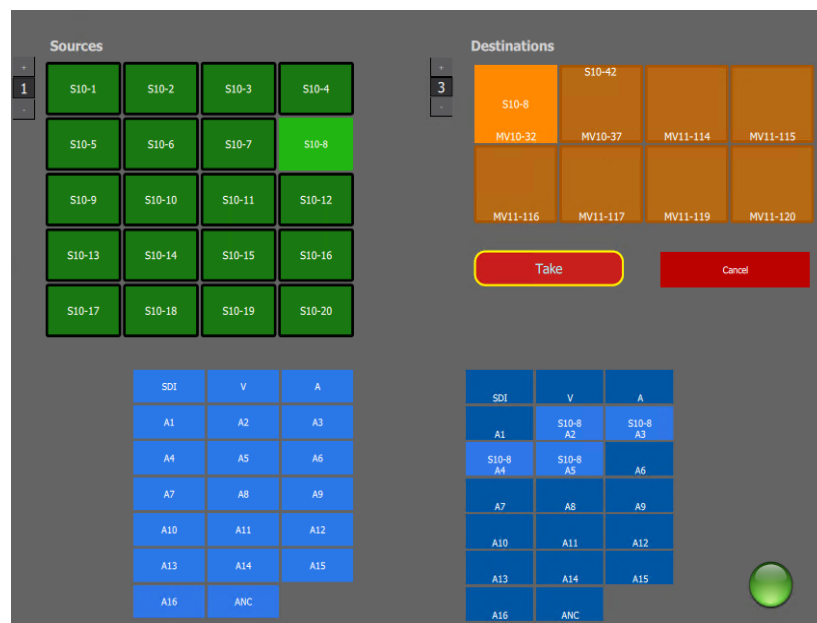 Sources
+
1
-
S10-1 S10-2 S10-3 S10-4
S10-5 S10-6 S10-7 S10-8
S10-9 S10-10 S10-11 S10-12
S10-13 S10-14 S10-15 S10-16
S10-17 S10-18 S10-19 S10-20
Destinations
+
3
-
S10-42
S10-8
MV10-32 MV10-37 MV11-114 MV11-115
MV11-116 MV11-117 MV11-119 MV11-120
Take Cancel
SDI V A
A1 A2 A3
A4 A5 A6
A7 A8 A9
A10 A11 A12
A13 A14 A15
A16 ANC
SDI V A
S10-8 S10-8
A1 A2 A3
S10-8 S10-8
A4 A5 A6
A7 A8 A9
A10 A11 A12
A13 A14 A15
A16 ANC